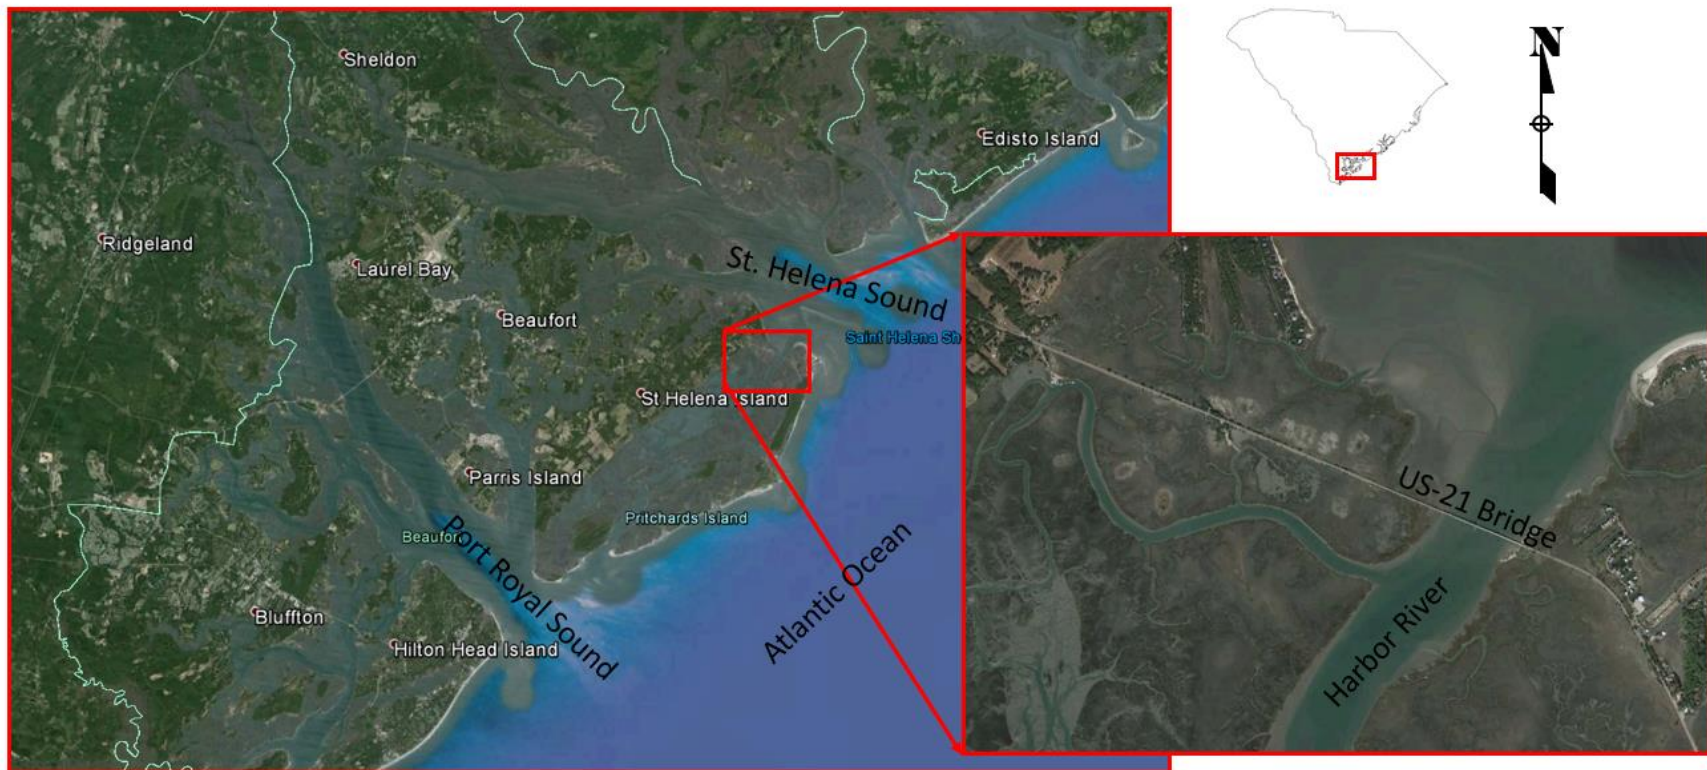 Sheldon
N
Edisto Island
Ridgeland
Laurel Bay
St. Helena Sound
Beaufort
Saint Helena Sh
St Helena Island
Parris Island
US-21 Bridge
Pritchards Island
Beaufort
Port Royal Sound
Atlantic Ocean
Bluffton
Hilton Head Island
Harbor River